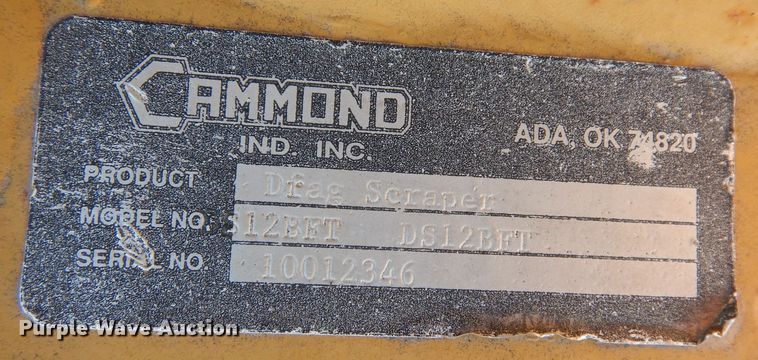 CAMMOND
IND. INC.
ADA, OK 74820
PRODUCT Drag Scraper
MODEL NO. S12BFT DS12BFT
SERIAL NO. 10012346
Purple Wave Auction